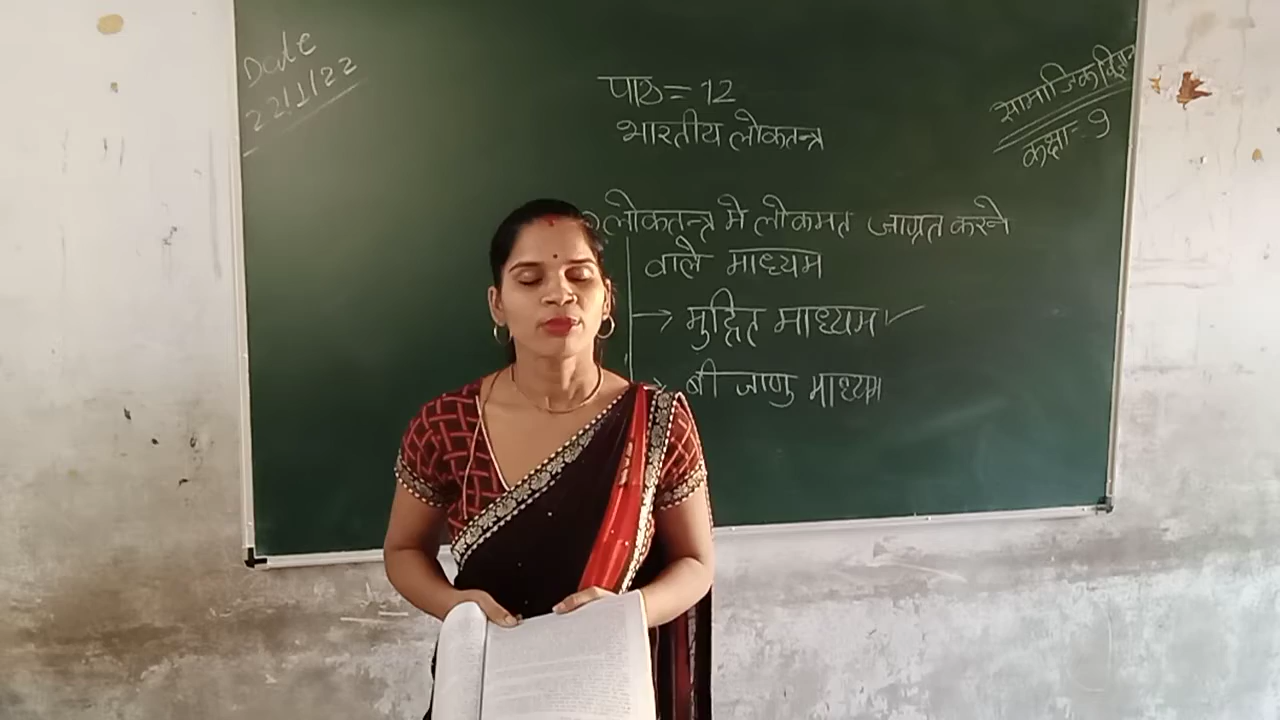 Date
22/1/22
पाठ = 12
भारतीय लोकतन्त्र
सामाजिक विज्ञान
कक्षा - 9
लोकतन्त्र मे लोकमत जाग्रत करने
वाले माध्यम
→ मुद्रित माध्यम ✓
→ बीजाणु माध्यम